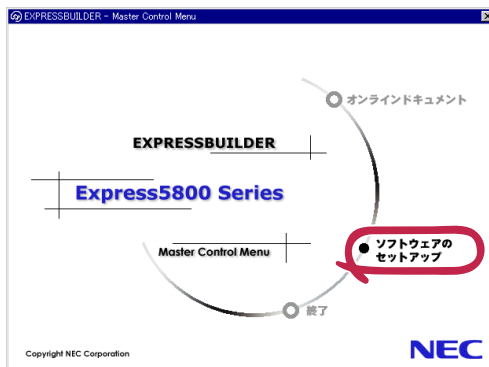 EXPRESSBUILDER - Master Control Menu
オンラインドキュメント
EXPRESSBUILDER
Express5800 Series
ソフトウェアの
セットアップ
Master Control Menu
終了
Copyright NEC Corporation
NEC